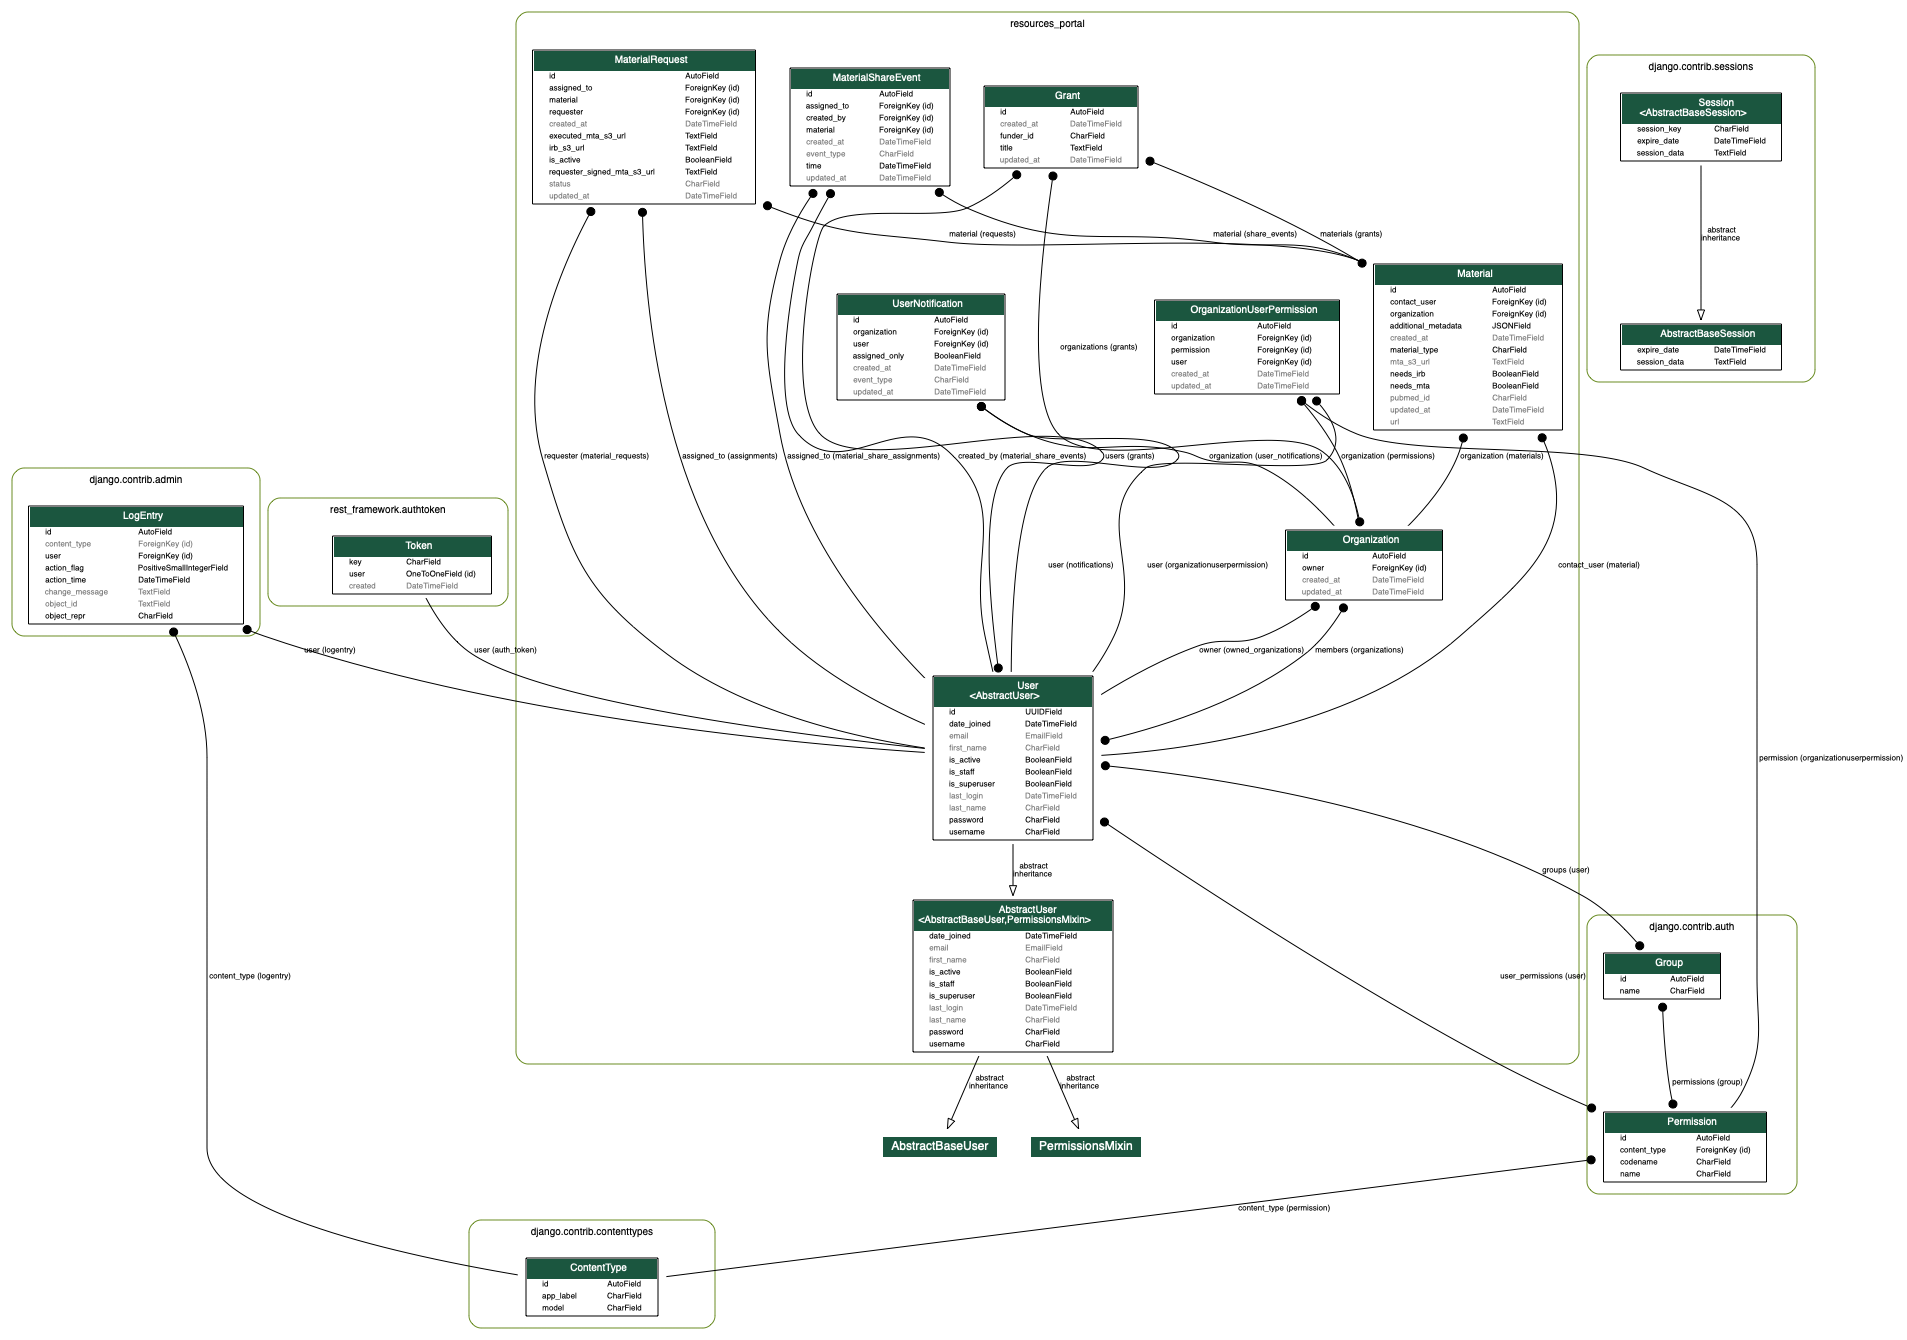 resources_portal
MaterialRequest
id AutoField
assigned_to ForeignKey (id)
material ForeignKey (id)
requester ForeignKey (id)
created_at DateTimeField
executed_mta_s3_url TextField
irb_s3_url TextField
is_active BooleanField
requester_signed_mta_s3_url TextField
status CharField
updated_at DateTimeField
MaterialShareEvent
id AutoField
assigned_to ForeignKey (id)
created_by ForeignKey (id)
material ForeignKey (id)
created_at DateTimeField
event_type CharField
time DateTimeField
updated_at DateTimeField
Grant
id AutoField
created_at DateTimeField
funder_id CharField
title TextField
updated_at DateTimeField
django.contrib.sessions
Session
<AbstractBaseSession>
session_key CharField
expire_date DateTimeField
session_data TextField
abstract
inheritance
AbstractBaseSession
expire_date DateTimeField
session_data TextField
material (requests)
material (share_events)
materials (grants)
Material
id AutoField
contact_user ForeignKey (id)
organization ForeignKey (id)
additional_metadata JSONField
created_at DateTimeField
material_type CharField
mta_s3_url TextField
needs_irb BooleanField
needs_mta BooleanField
pubmed_id CharField
updated_at DateTimeField
url TextField
UserNotification
id AutoField
organization ForeignKey (id)
user ForeignKey (id)
assigned_only BooleanField
created_at DateTimeField
event_type CharField
updated_at DateTimeField
organizations (grants)
OrganizationUserPermission
id AutoField
organization ForeignKey (id)
permission ForeignKey (id)
user ForeignKey (id)
created_at DateTimeField
updated_at DateTimeField
requester (material_requests)
assigned_to (assignments)
assigned_to (material_share_assignments)
created_by (material_share_events)
users (grants)
organization (user_notifications)
organization (permissions)
organization (materials)
django.contrib.admin
LogEntry
id AutoField
content_type ForeignKey (id)
user ForeignKey (id)
action_flag PositiveSmallIntegerField
action_time DateTimeField
change_message TextField
object_id TextField
object_repr CharField
rest_framework.authtoken
Token
key CharField
user OneToOneField (id)
created DateTimeField
user (notifications)
user (organizationuserpermission)
Organization
id AutoField
owner ForeignKey (id)
created_at DateTimeField
updated_at DateTimeField
contact_user (material)
user (logentry)
user (auth_token)
owner (owned_organizations)
members (organizations)
User
<AbstractUser>
id UUIDField
date_joined DateTimeField
email EmailField
first_name CharField
is_active BooleanField
is_staff BooleanField
is_superuser BooleanField
last_login DateTimeField
last_name CharField
password CharField
username CharField
permission (organizationuserpermission)
abstract
inheritance
groups (user)
AbstractUser
<AbstractBaseUser,PermissionsMixin>
date_joined DateTimeField
email EmailField
first_name CharField
is_active BooleanField
is_staff BooleanField
is_superuser BooleanField
last_login DateTimeField
last_name CharField
password CharField
username CharField
content_type (logentry)
user_permissions (user)
django.contrib.auth
Group
id AutoField
name CharField
permissions (group)
Permission
id AutoField
content_type ForeignKey (id)
codename CharField
name CharField
abstract
inheritance
abstract
inheritance
AbstractBaseUser
PermissionsMixin
content_type (permission)
django.contrib.contenttypes
ContentType
id AutoField
app_label CharField
model CharField